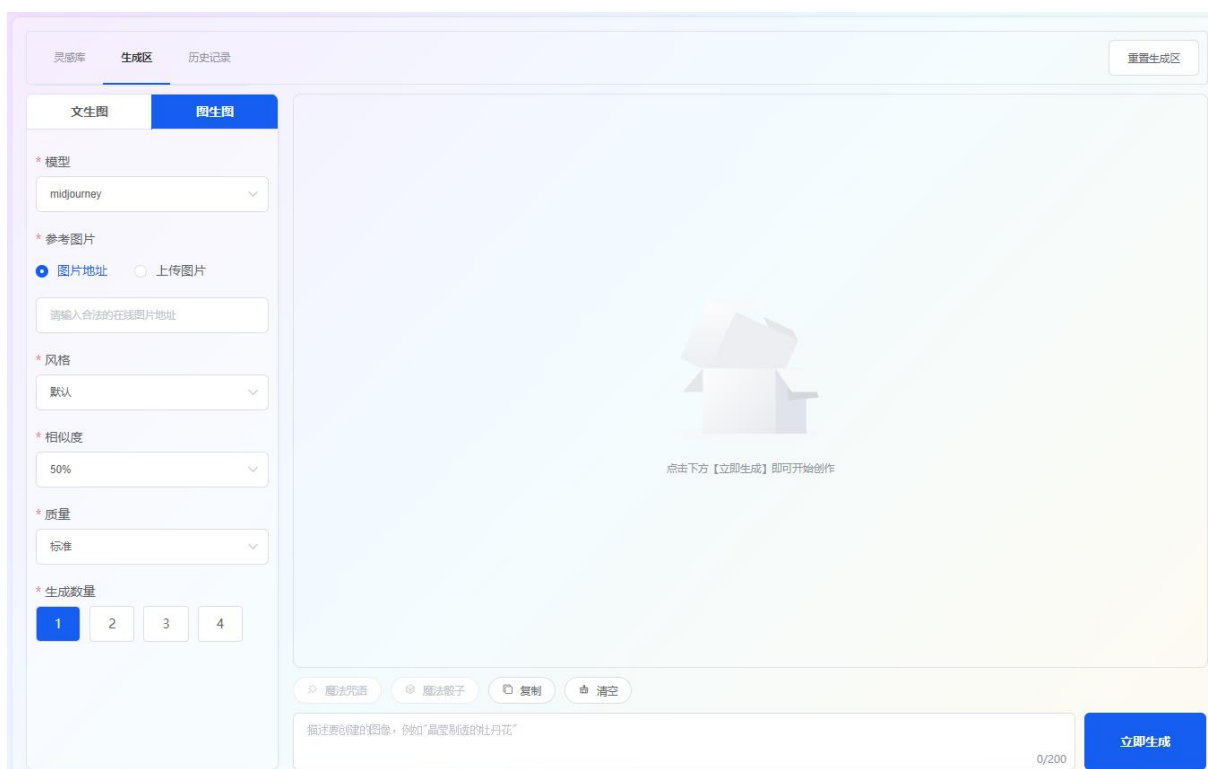 灵感库 生成区 历史记录 重置生成区
文生图 图生图
* 模型
midjourney
* 参考图片
图片地址 上传图片
请输入合法的在线图片地址
* 风格
默认
* 相似度
50%
* 质量
标准
* 生成数量
1 2 3 4
点击下方【立即生成】即可开始创作
魔法咒语 魔法骰子 复制 清空
描述要创建的图像，例如“晶莹剔透的牡丹花”
0/200
立即生成